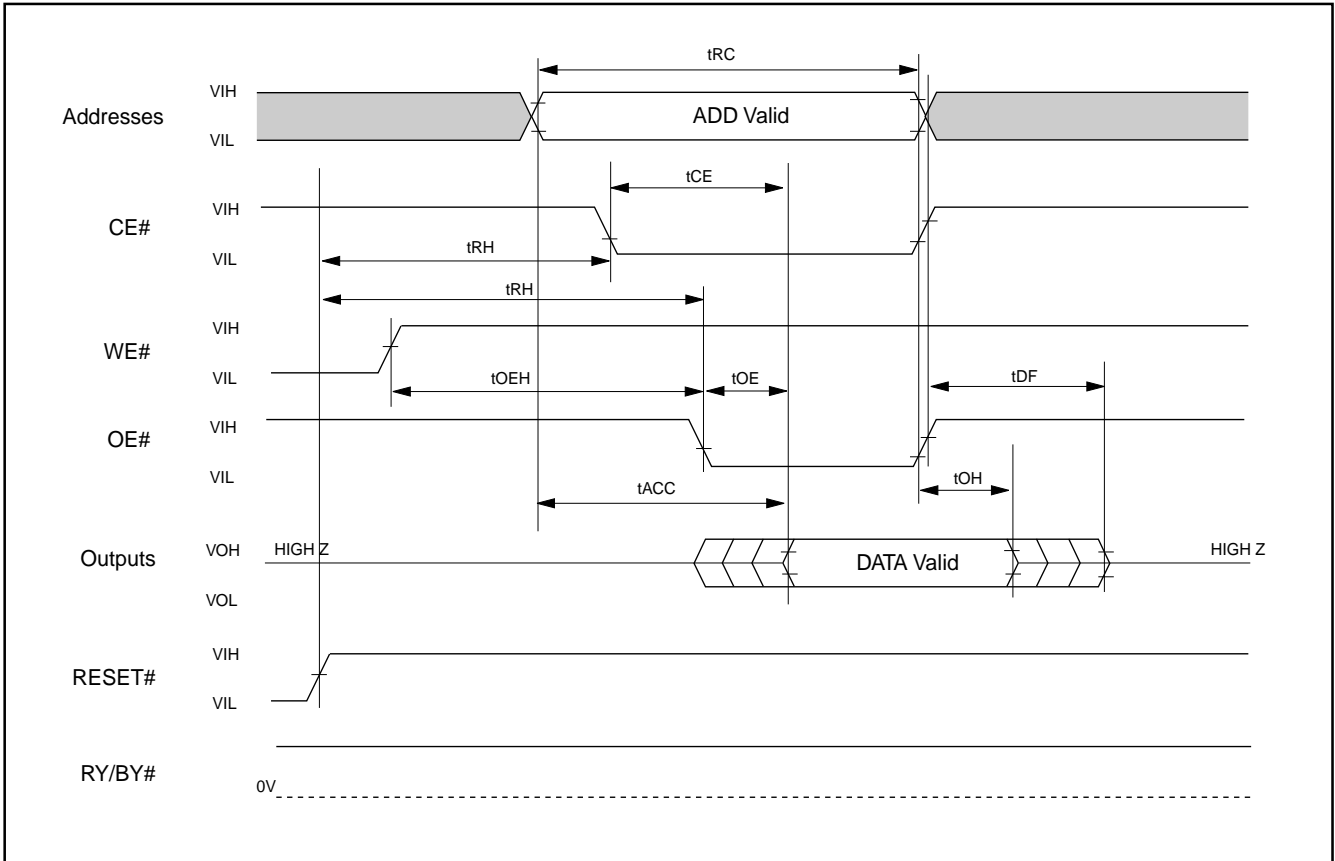 tRC
VIH
Addresses
ADD Valid
VIL
tCE
VIH
CE#
tRH
VIL
tRH
VIH
WE#
VIL
tOEH
tOE
tDF
VIH
OE#
VIL
tACC
tOH
VOH
HIGH Z
Outputs
DATA Valid
HIGH Z
VOL
VIH
RESET#
VIL
RY/BY#
0V